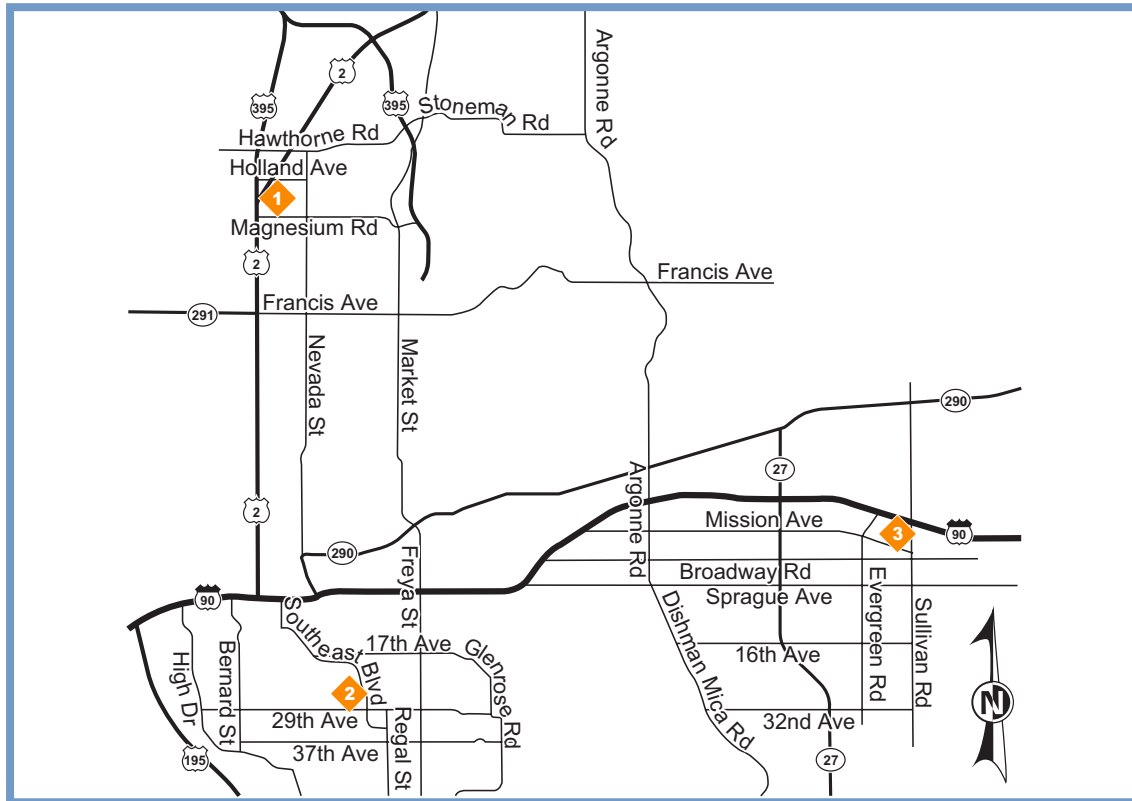 2
395
395
Argonne Rd
Stoneman Rd
Hawthorne Rd
Holland Ave
1
Magnesium Rd
2
Francis Ave
Francis Ave
291
Nevada St
Market St
290
27
Argonne Rd
2
Mission Ave
3
90
290
Freya St
Broadway Rd
Evergreen Rd
Sprague Ave
Sullivan Rd
90
Southeast Blvd
Dishman Mica Rd
17th Ave
Glenrose Rd
16th Ave
High Dr
Bernard St
2
29th Ave
Regal St
32nd Ave
N
37th Ave
195
27